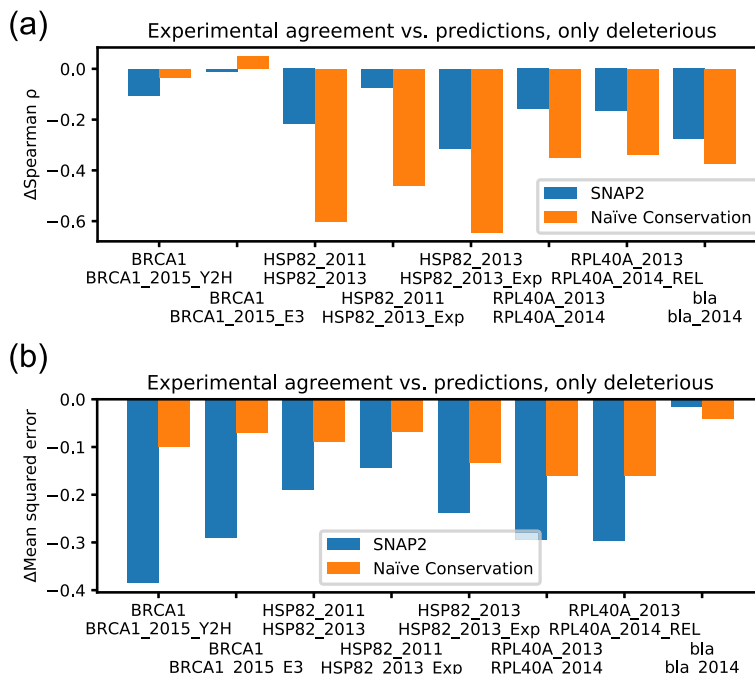 (a)
Experimental agreement vs. predictions, only deleterious
ΔSpearman ρ
0.0
−0.2
−0.4
−0.6
SNAP2
Naïve Conservation
BRCA1
BRCA1_2015_Y2H
BRCA1
BRCA1_2015_E3
HSP82_2011
HSP82_2013
HSP82_2011
HSP82_2013_Exp
HSP82_2013
HSP82_2013_Exp
RPL40A_2013
RPL40A_2014
RPL40A_2013
RPL40A_2014_REL
bla
bla_2014
(b)
Experimental agreement vs. predictions, only deleterious
ΔMean squared error
0.0
−0.1
−0.2
−0.3
−0.4
SNAP2
Naïve Conservation
BRCA1
BRCA1_2015_Y2H
BRCA1
BRCA1_2015_E3
HSP82_2011
HSP82_2013
HSP82_2011
HSP82_2013_Exp
HSP82_2013
HSP82_2013_Exp
RPL40A_2013
RPL40A_2014
RPL40A_2013
RPL40A_2014_REL
bla
bla_2014